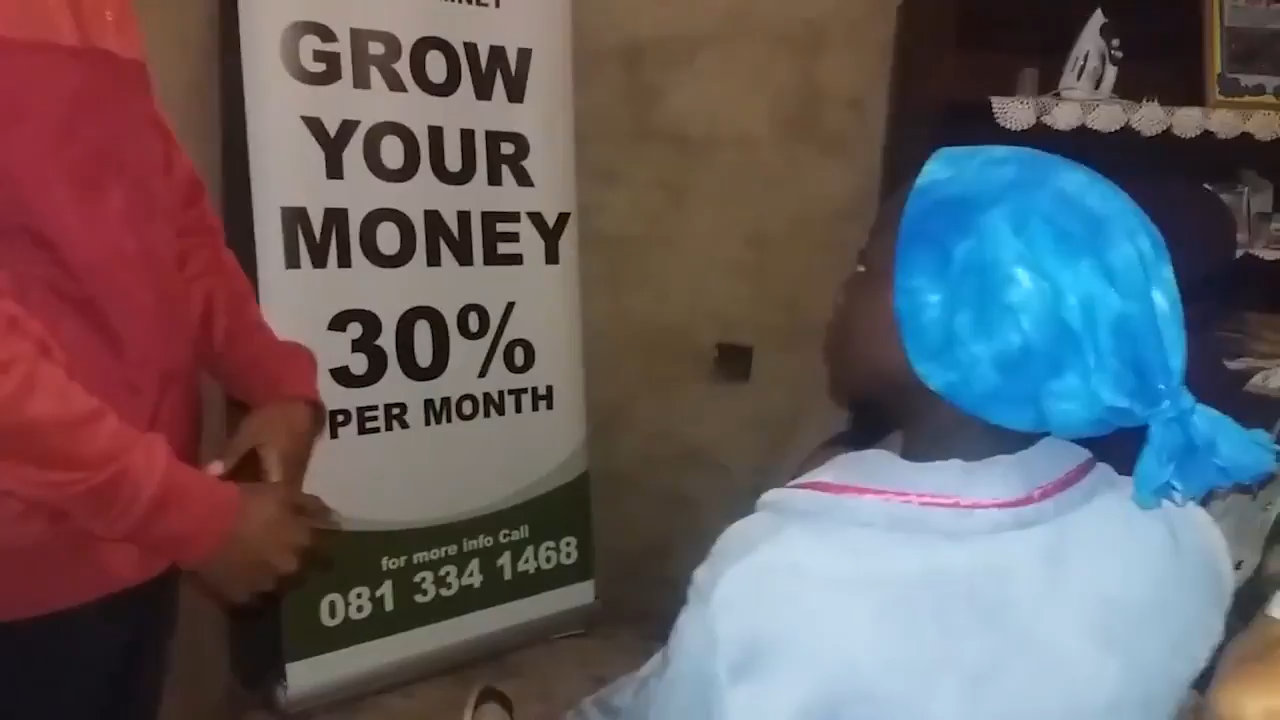 GROW
YOUR
MONEY
30%
PER MONTH
for more info Call
081 334 1468